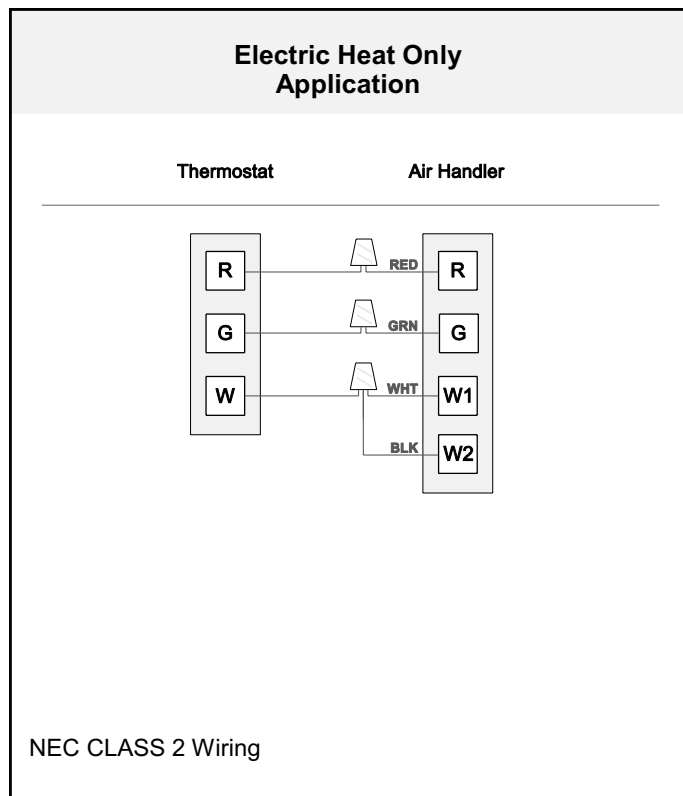 Electric Heat Only
Application
Thermostat Air Handler
R RED R
G GRN G
W WHT W1
BLK W2
NEC CLASS 2 Wiring